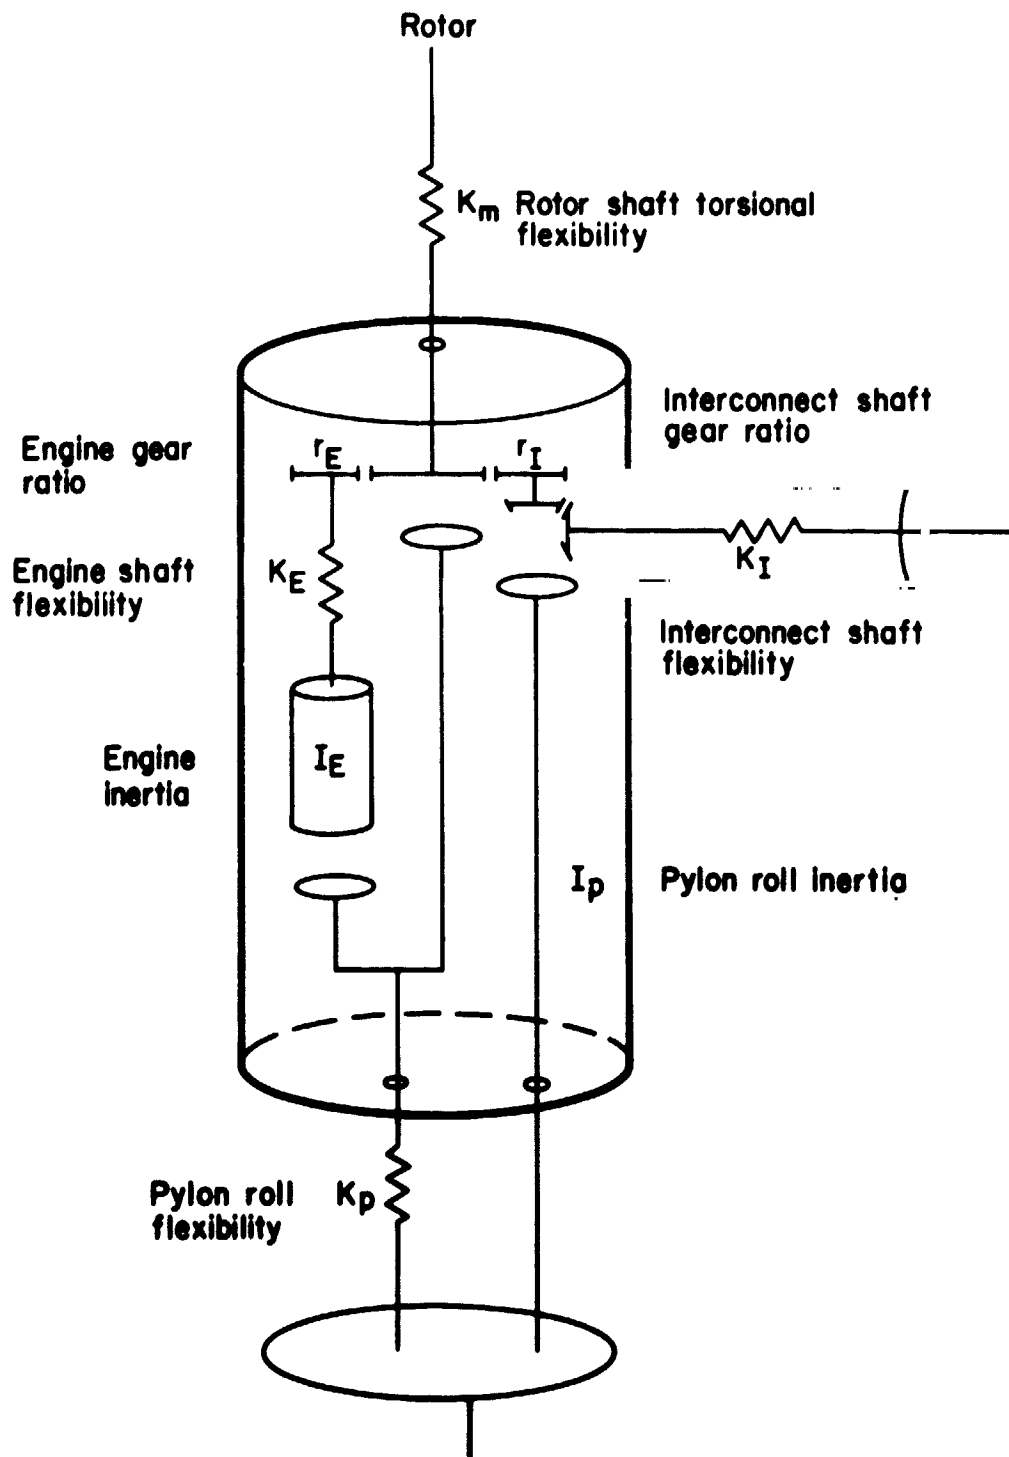 Rotor
Km Rotor shaft torsional
flexibility
Interconnect shaft
gear ratio
Engine gear
ratio
rE
rI
KE
Engine shaft
flexibility
KI
Interconnect shaft
flexibility
IE
Engine
inertia
Ip Pylon roll inertia
Pylon roll
flexibility
Kp